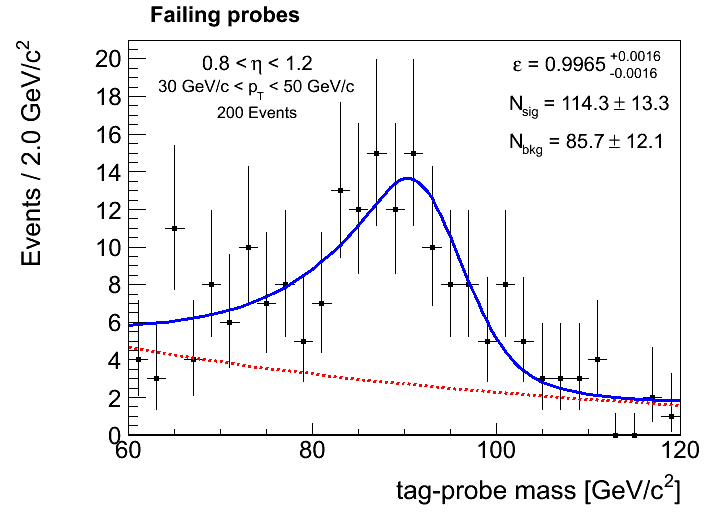 Failing probes
Events / 2.0 GeV/c²
0.8 < η < 1.2
30 GeV/c < p_T < 50 GeV/c
200 Events
ε = 0.9965 +0.0016 -0.0016
N_sig = 114.3 ± 13.3
N_bkg = 85.7 ± 12.1
20
18
16
14
12
10
8
6
4
2
0
60 80 100 120
tag-probe mass [GeV/c²]